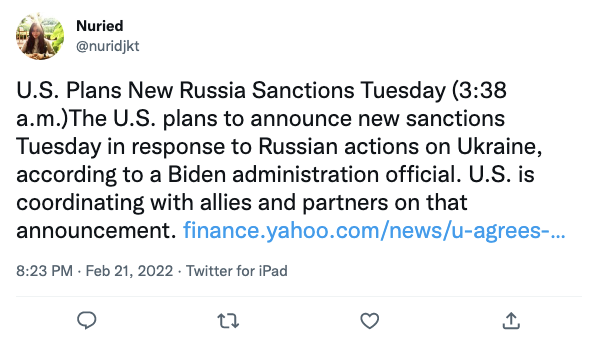 Nuried
@nuridjkt
U.S. Plans New Russia Sanctions Tuesday (3:38
a.m.)The U.S. plans to announce new sanctions
Tuesday in response to Russian actions on Ukraine,
according to a Biden administration official. U.S. is
coordinating with allies and partners on that
announcement. finance.yahoo.com/news/u-agrees-...
8:23 PM · Feb 21, 2022 · Twitter for iPad